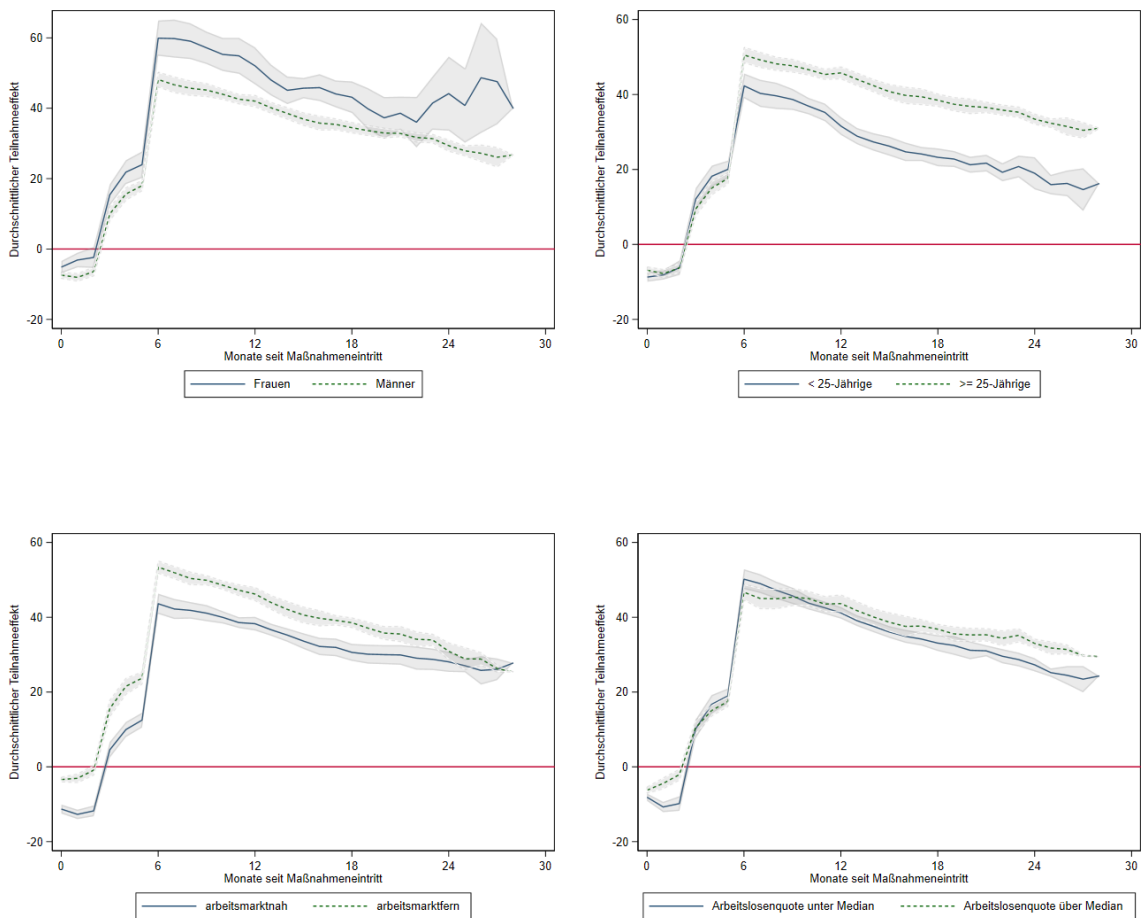 Durchschnittlicher Teilnahmeeffekt
60
40
20
0
-20
0 6 12 18 24 30
Monate seit Maßnahmeneintritt
Frauen Männer
Durchschnittlicher Teilnahmeeffekt
60
40
20
0
-20
0 6 12 18 24 30
Monate seit Maßnahmeneintritt
< 25-Jährige >= 25-Jährige
Durchschnittlicher Teilnahmeeffekt
60
40
20
0
-20
0 6 12 18 24 30
Monate seit Maßnahmeneintritt
arbeitsmarktnah arbeitsmarktfern
Durchschnittlicher Teilnahmeeffekt
60
40
20
0
-20
0 6 12 18 24 30
Monate seit Maßnahmeneintritt
Arbeitslosenquote unter Median Arbeitslosenquote über Median